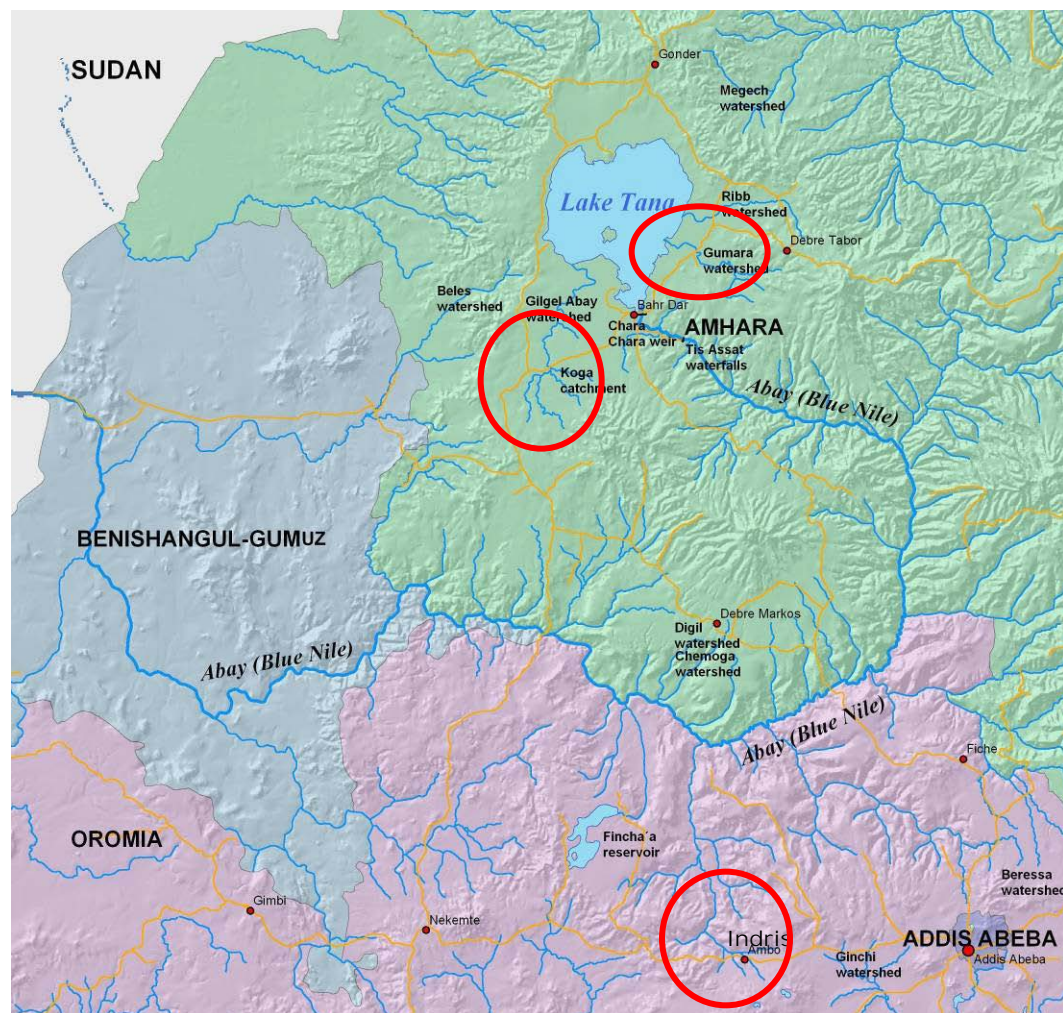 SUDAN
Gonder
Megech
watershed
Lake Tana
Ribb
watershed
Debre Tabor
Gumara
watershed
Beles
watershed
Gilgel Abay
watershed
Bahr Dar
Chara
Chara weir
AMHARA
Tis Assat
waterfalls
Koga
catchment
Abay (Blue Nile)
BENISHANGUL-GUMUZ
Debre Markos
Digil
watershed
Chemoga
watershed
Abay (Blue Nile)
Abay (Blue Nile)
Fiche
OROMIA
Fincha´a
reservoir
Beressa
watershed
Gimbi
Nekemte
Indris
Ambo
Ginchi
watershed
ADDIS ABEBA
Addis Abeba